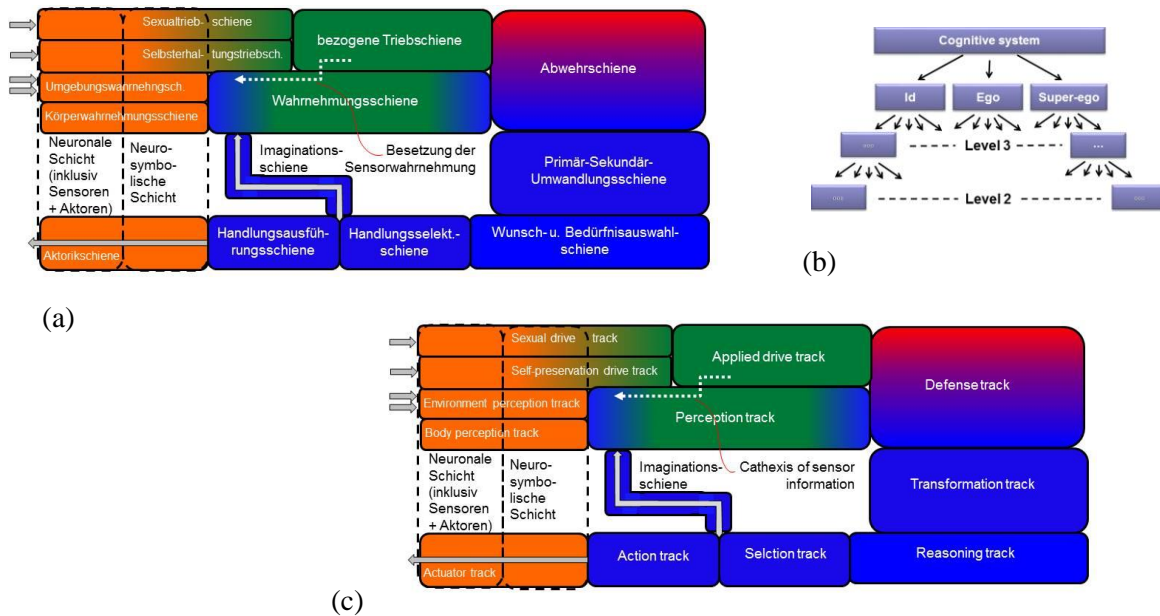 Sexualtrieb-schiene
Selbsterhal-tungstriebsch.
bezogene Triebschiene
Abwehrschiene
Umgebungswarnehngsch.
Körperwahrnehmungsschiene
Wahrnehmungsschiene
Neuronale
Schicht
(inklusiv
Sensoren
+ Aktoren)
Neuro-
symbo-
lische
Schicht
Imaginations-
schiene
Besetzung der
Sensorwahrnehmung
Primär-Sekundär-
Umwandlungsschiene
Aktorikschiene
Handlungsausfüh-
rungsschiene
Handlungsselekt.-
schiene
Wunsch- u. Bedürfnisauswahl-
schiene
(a)
Cognitive system
Id
Ego
Super-ego
Level 3
Level 2
(b)
Sexual drive track
Self-preservation drive track
Applied drive track
Defense track
Environment perception ttrack
Body perception track
Perception track
Neuronale
Schicht
(inklusiv
Sensoren
+ Aktoren)
Neuro-
symbo-
lische
Schicht
Imaginations-
schiene
Cathexis of sensor
information
Transformation track
Actuator track
Action track
Selction track
Reasoning track
(c)